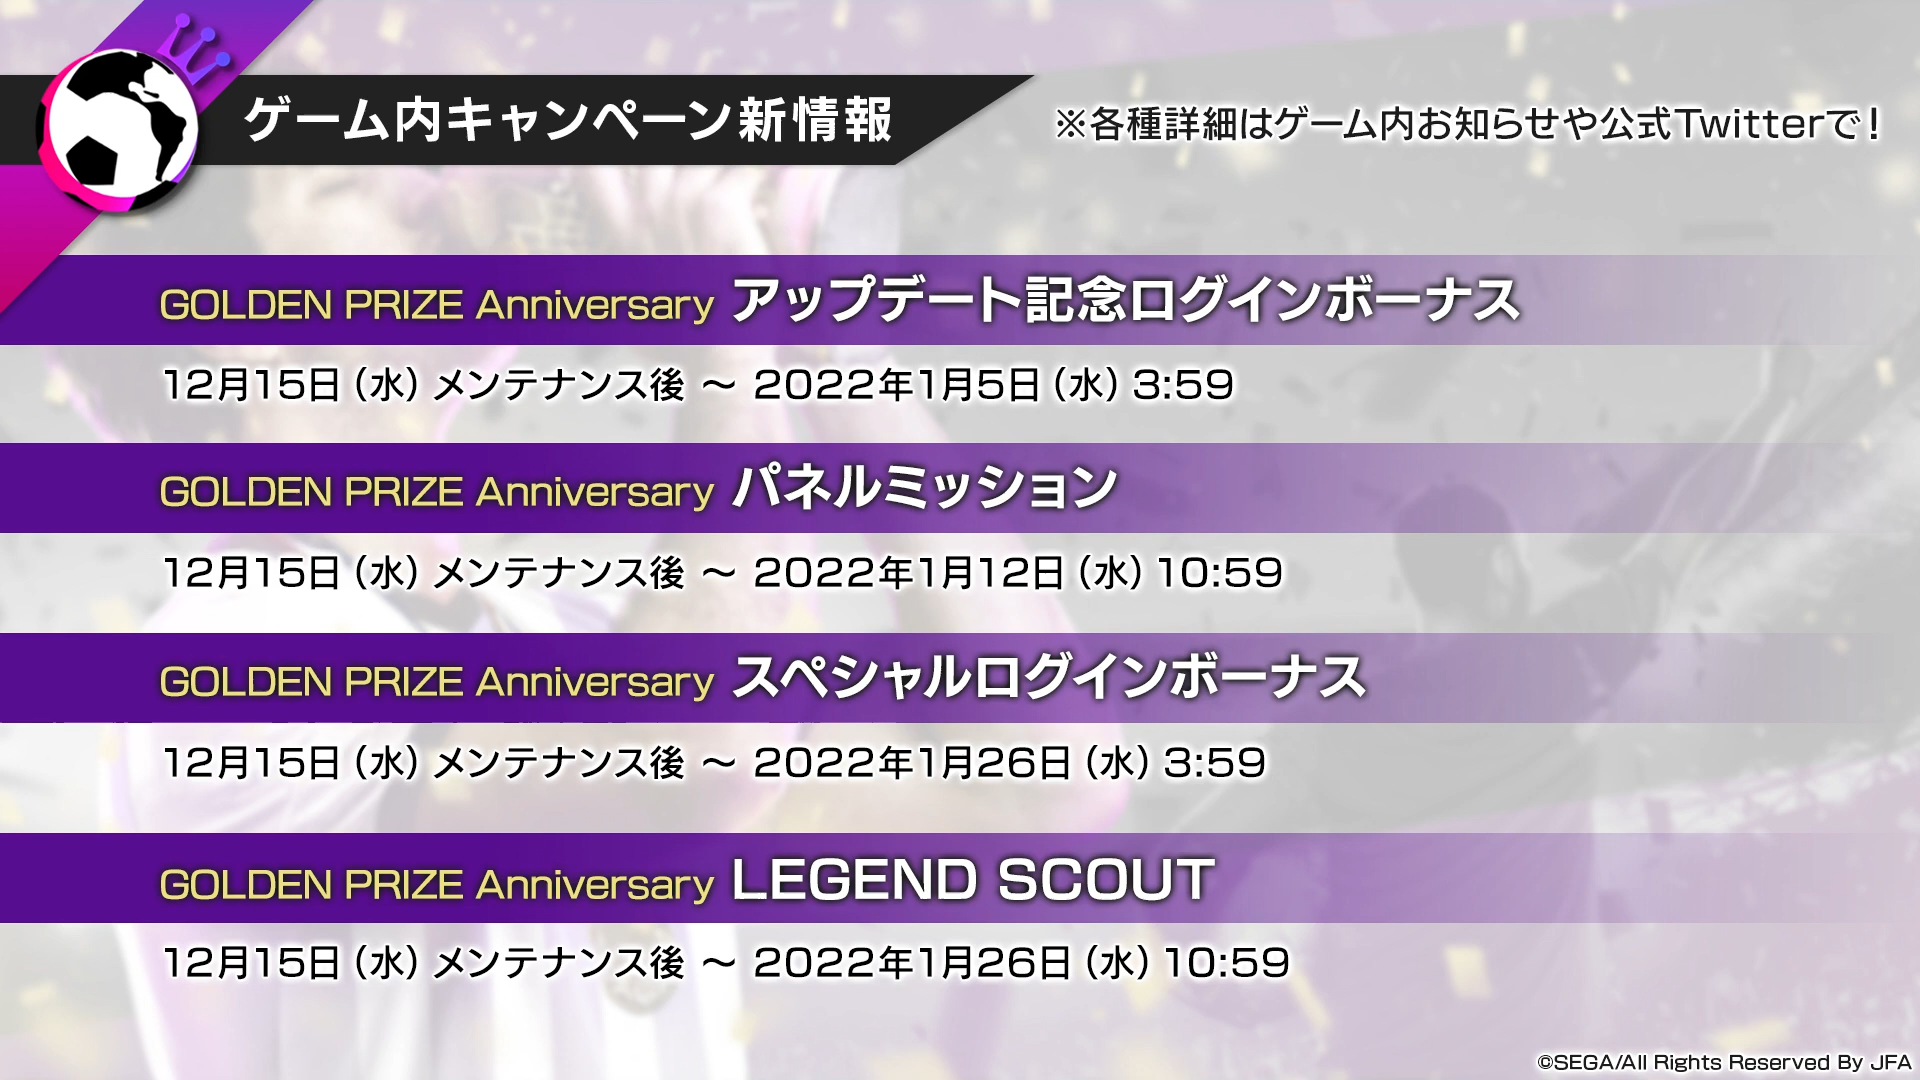 ゲーム内キャンペーン新情報
※各種詳細はゲーム内お知らせや公式Twitterで！
GOLDEN PRIZE Anniversary アップデート記念ログインボーナス
12月15日（水）メンテナンス後 ～ 2022年1月5日（水）3:59
GOLDEN PRIZE Anniversary パネルミッション
12月15日（水）メンテナンス後 ～ 2022年1月12日（水）10:59
GOLDEN PRIZE Anniversary スペシャルログインボーナス
12月15日（水）メンテナンス後 ～ 2022年1月26日（水）3:59
GOLDEN PRIZE Anniversary LEGEND SCOUT
12月15日（水）メンテナンス後 ～ 2022年1月26日（水）10:59
©SEGA/All Rights Reserved By JFA